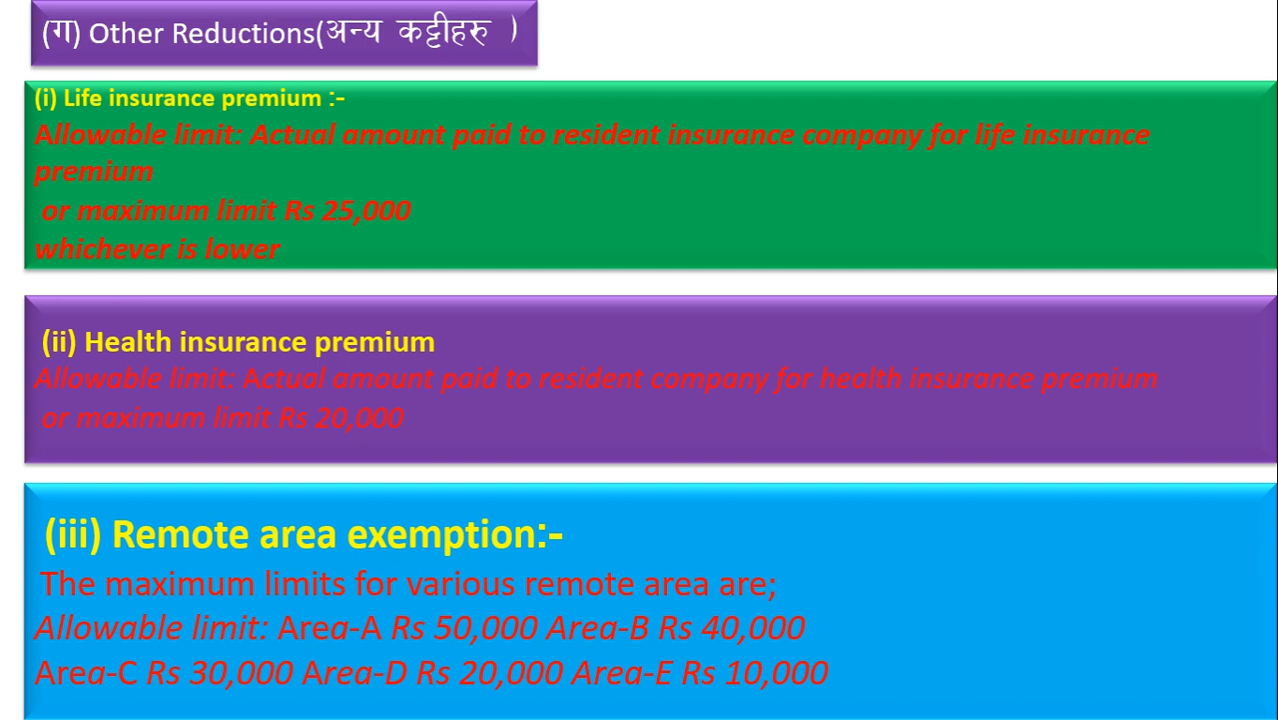 (ग) Other Reductions(अन्य कट्टीहरु )
(i) Life insurance premium :-
Allowable limit: Actual amount paid to resident insurance company for life insurance
premium
or maximum limit Rs 25,000
whichever is lower
(ii) Health insurance premium
Allowable limit: Actual amount paid to resident company for health insurance premium
or maximum limit Rs 20,000
(iii) Remote area exemption:-
The maximum limits for various remote area are;
Allowable limit: Area-A Rs 50,000 Area-B Rs 40,000
Area-C Rs 30,000 Area-D Rs 20,000 Area-E Rs 10,000